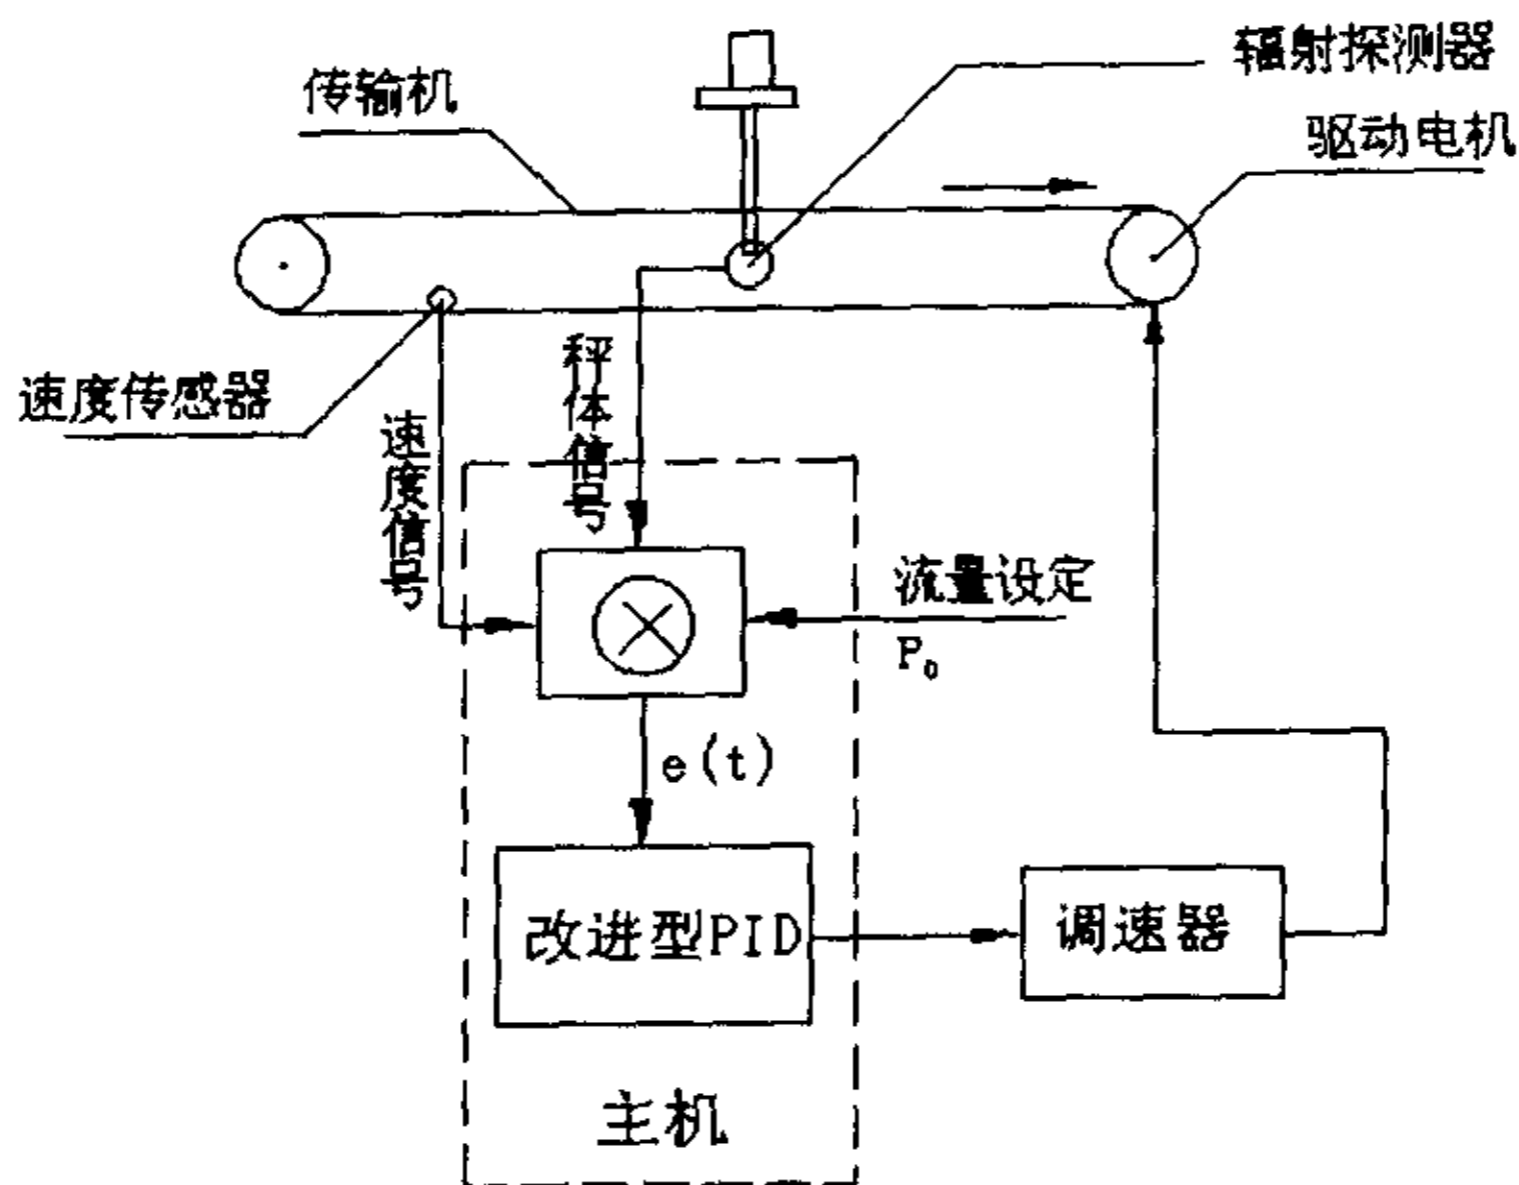 辐射探测器
传输机
驱动电机
速度传感器
秤体信号
速度信号
流量设定
P₀
e(t)
改进型PID
调速器
主机